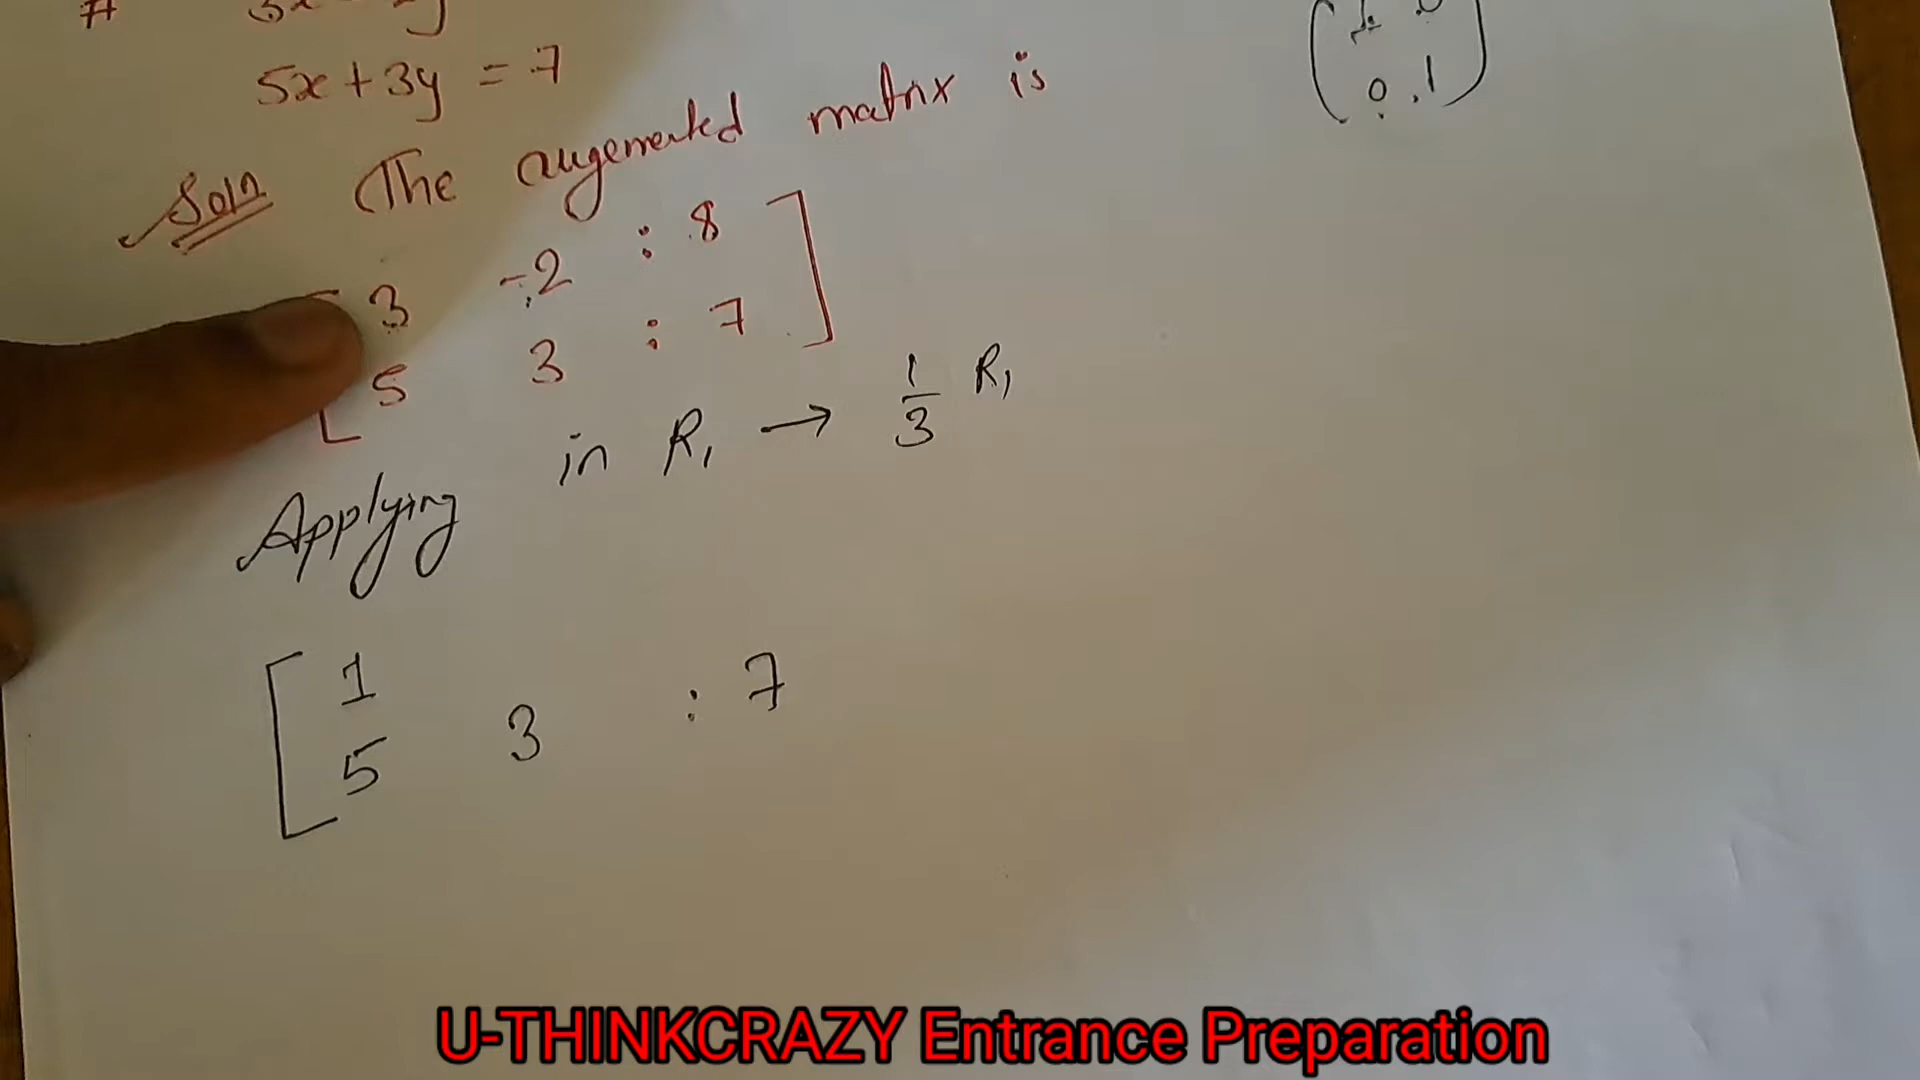 #
5x + 3y = 7
Soln The augemented matrix is
3 -2 : 8
5 3 : 7
Applying in R₁ → 1/3 R₁
1
5 3 : 7
0 . 1
U-THINKCRAZY Entrance Preparation